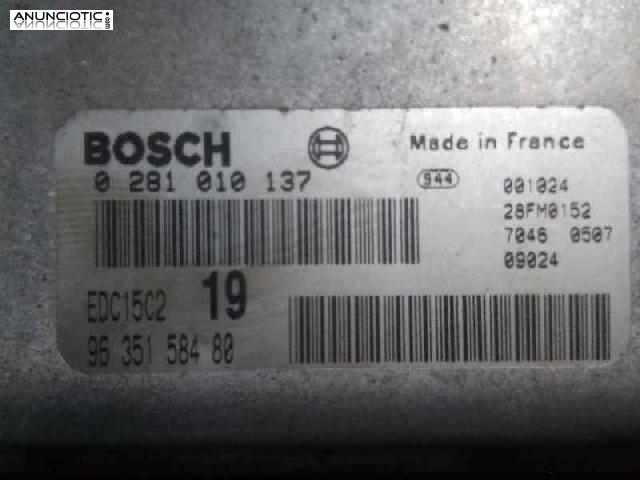 ANUNCIOTIC.com
BOSCH
Made in France
0 281 010 137
944
001024
28FM0152
7046 0507
09024
EDC15C2 19
96 351 584 80